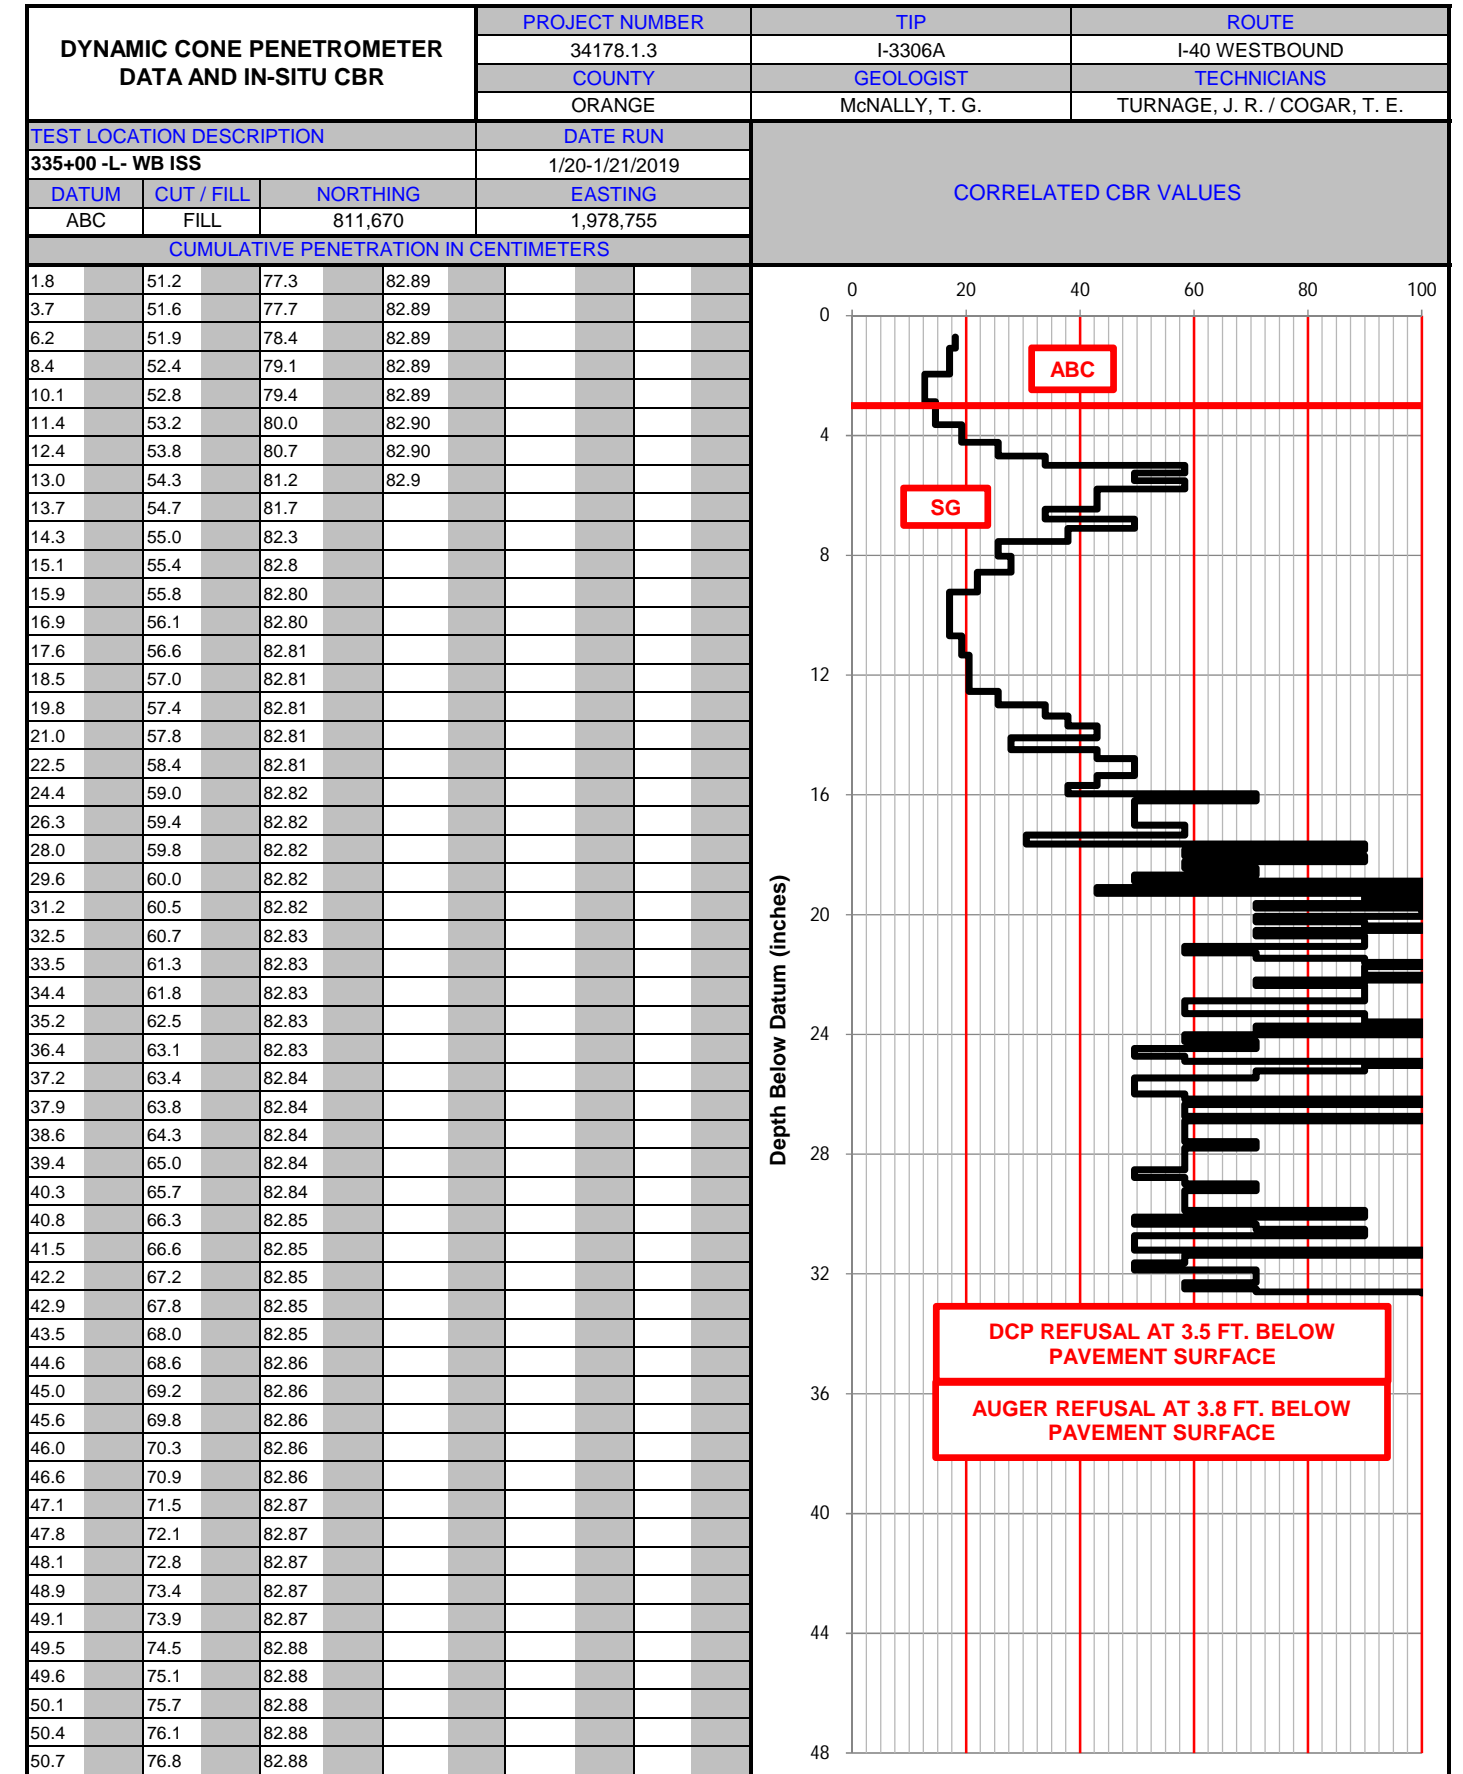 DYNAMIC CONE PENETROMETER
DATA AND IN-SITU CBR
PROJECT NUMBER TIP ROUTE
34178.1.3 I-3306A I-40 WESTBOUND
COUNTY GEOLOGIST TECHNICIANS
ORANGE McNALLY, T. G. TURNAGE, J. R. / COGAR, T. E.
TEST LOCATION DESCRIPTION DATE RUN
335+00 -L- WB ISS 1/20-1/21/2019
DATUM CUT / FILL NORTHING EASTING
ABC FILL 811,670 1,978,755
CORRELATED CBR VALUES
CUMULATIVE PENETRATION IN CENTIMETERS
1.8 51.2 77.3 82.89
3.7 51.6 77.7 82.89
6.2 51.9 78.4 82.89
8.4 52.4 79.1 82.89
10.1 52.8 79.4 82.89
11.4 53.2 80.0 82.90
12.4 53.8 80.7 82.90
13.0 54.3 81.2 82.9
13.7 54.7 81.7
14.3 55.0 82.3
15.1 55.4 82.8
15.9 55.8 82.80
16.9 56.1 82.80
17.6 56.6 82.81
18.5 57.0 82.81
19.8 57.4 82.81
21.0 57.8 82.81
22.5 58.4 82.81
24.4 59.0 82.82
26.3 59.4 82.82
28.0 59.8 82.82
29.6 60.0 82.82
31.2 60.5 82.82
32.5 60.7 82.83
33.5 61.3 82.83
34.4 61.8 82.83
35.2 62.5 82.83
36.4 63.1 82.83
37.2 63.4 82.84
37.9 63.8 82.84
38.6 64.3 82.84
39.4 65.0 82.84
40.3 65.7 82.84
40.8 66.3 82.85
41.5 66.6 82.85
42.2 67.2 82.85
42.9 67.8 82.85
43.5 68.0 82.85
44.6 68.6 82.86
45.0 69.2 82.86
45.6 69.8 82.86
46.0 70.3 82.86
46.6 70.9 82.86
47.1 71.5 82.87
47.8 72.1 82.87
48.1 72.8 82.87
48.9 73.4 82.87
49.1 73.9 82.87
49.5 74.5 82.88
49.6 75.1 82.88
50.1 75.7 82.88
50.4 76.1 82.88
50.7 76.8 82.88
0 20 40 60 80 100
0
4
8
12
16
20
24
28
32
36
40
44
48
Depth Below Datum (inches)
ABC
SG
DCP REFUSAL AT 3.5 FT. BELOW
PAVEMENT SURFACE
AUGER REFUSAL AT 3.8 FT. BELOW
PAVEMENT SURFACE